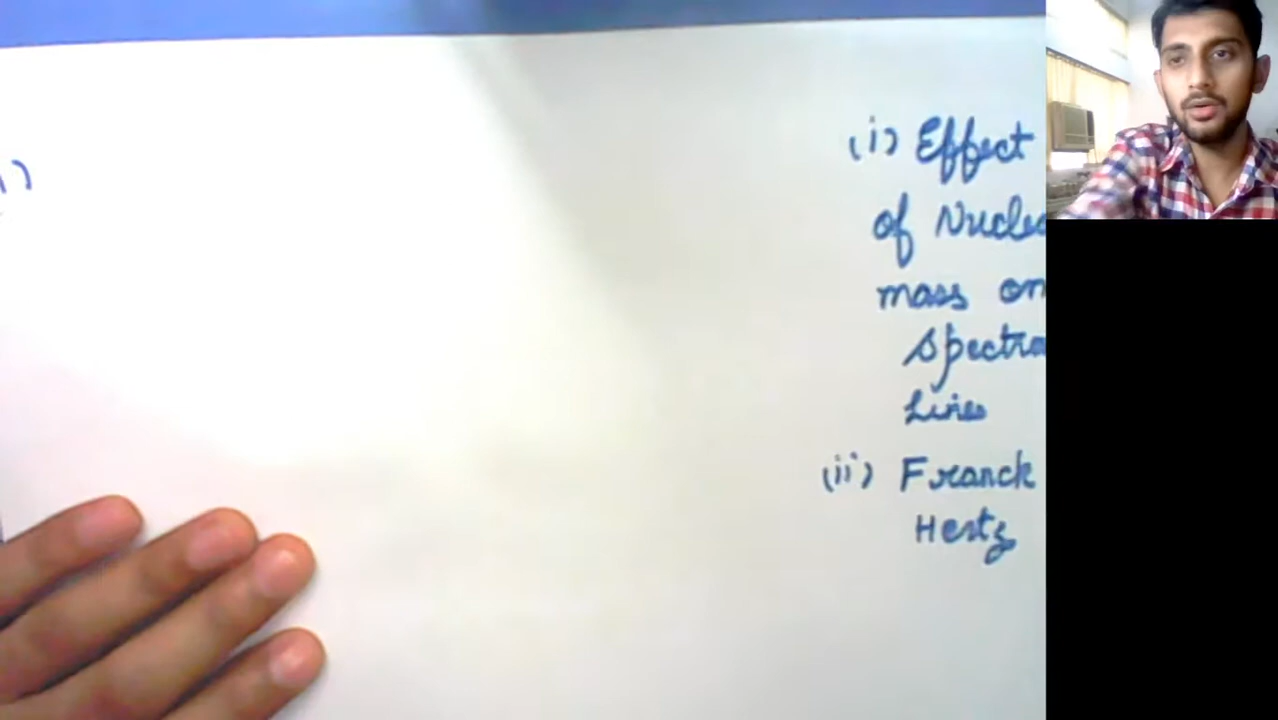 i)
(i) Effect
of Nucle
mass on
Spectra
Lines
(ii) Franck
Hertz